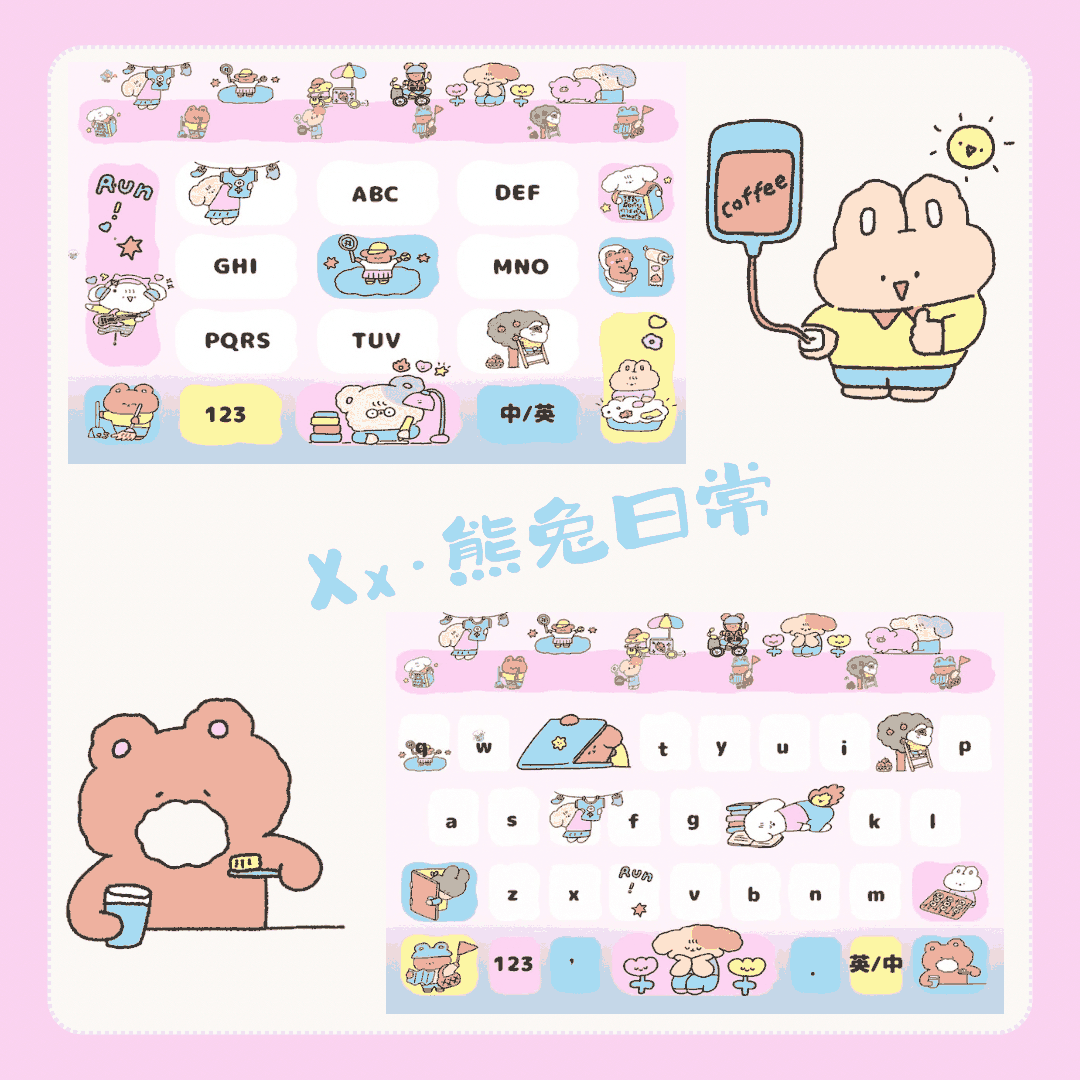 Run
!
ABC
DEF
GHI
MNO
PQRS
TUV
123
中/英
coffee
Xx·熊兔日常
q
w
t
y
u
i
p
a
s
f
g
k
l
z
x
Run
!
v
b
n
m
123
'
.
英/中